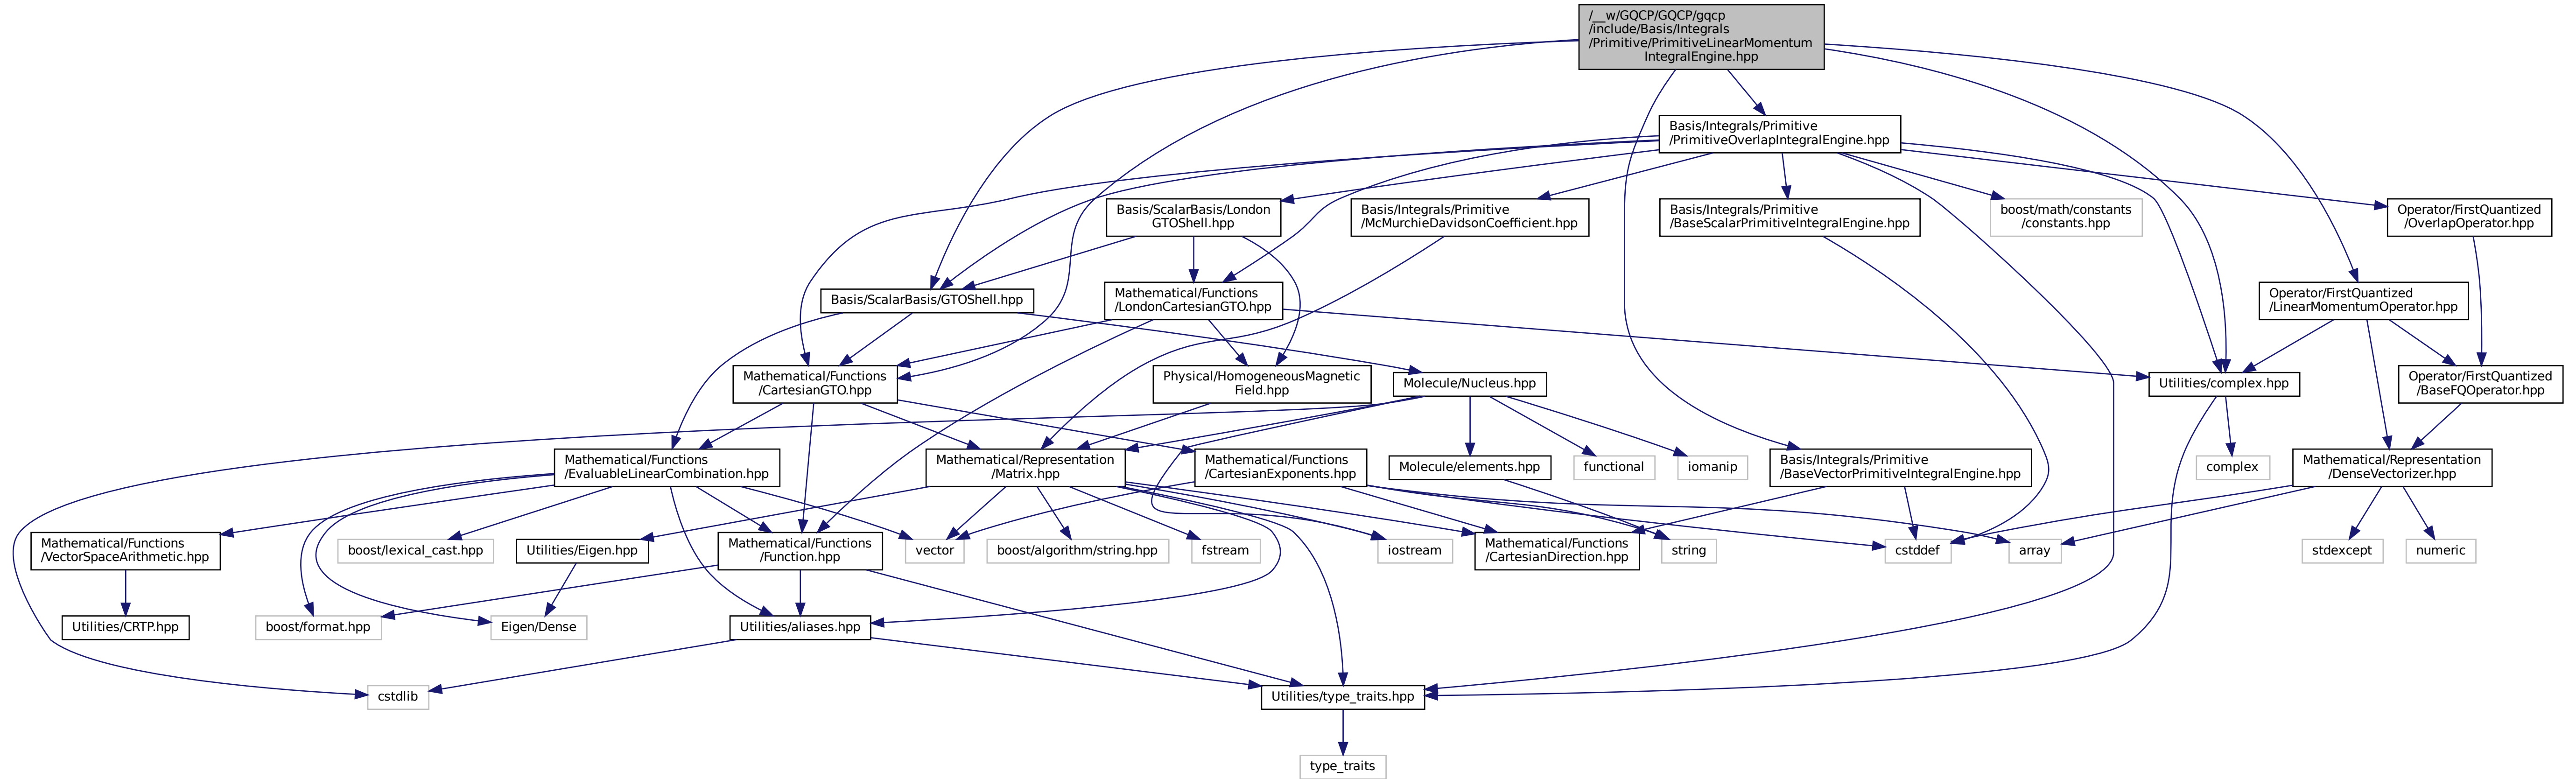 /__w/GQCP/GQCP/gqcp
/include/Basis/Integrals
/Primitive/PrimitiveLinearMomentum
IntegralEngine.hpp
Basis/Integrals/Primitive
/PrimitiveOverlapIntegralEngine.hpp
Basis/ScalarBasis/London
GTOShell.hpp
Basis/Integrals/Primitive
/McMurchieDavidsonCoefficient.hpp
Basis/Integrals/Primitive
/BaseScalarPrimitiveIntegralEngine.hpp
boost/math/constants
/constants.hpp
Operator/FirstQuantized
/OverlapOperator.hpp
Basis/ScalarBasis/GTOShell.hpp
Mathematical/Functions
/LondonCartesianGTO.hpp
Operator/FirstQuantized
/LinearMomentumOperator.hpp
Mathematical/Functions
/CartesianGTO.hpp
Physical/HomogeneousMagnetic
Field.hpp
Molecule/Nucleus.hpp
Utilities/complex.hpp
Operator/FirstQuantized
/BaseFQOperator.hpp
Mathematical/Functions
/EvaluableLinearCombination.hpp
Mathematical/Representation
/Matrix.hpp
Mathematical/Functions
/CartesianExponents.hpp
Molecule/elements.hpp
functional
iomanip
Basis/Integrals/Primitive
/BaseVectorPrimitiveIntegralEngine.hpp
complex
Mathematical/Representation
/DenseVectorizer.hpp
Mathematical/Functions
/VectorSpaceArithmetic.hpp
boost/lexical_cast.hpp
Utilities/Eigen.hpp
Mathematical/Functions
/Function.hpp
vector
boost/algorithm/string.hpp
fstream
iostream
Mathematical/Functions
/CartesianDirection.hpp
string
cstddef
array
stdexcept
numeric
Utilities/CRTP.hpp
boost/format.hpp
Eigen/Dense
Utilities/aliases.hpp
cstdlib
Utilities/type_traits.hpp
type_traits